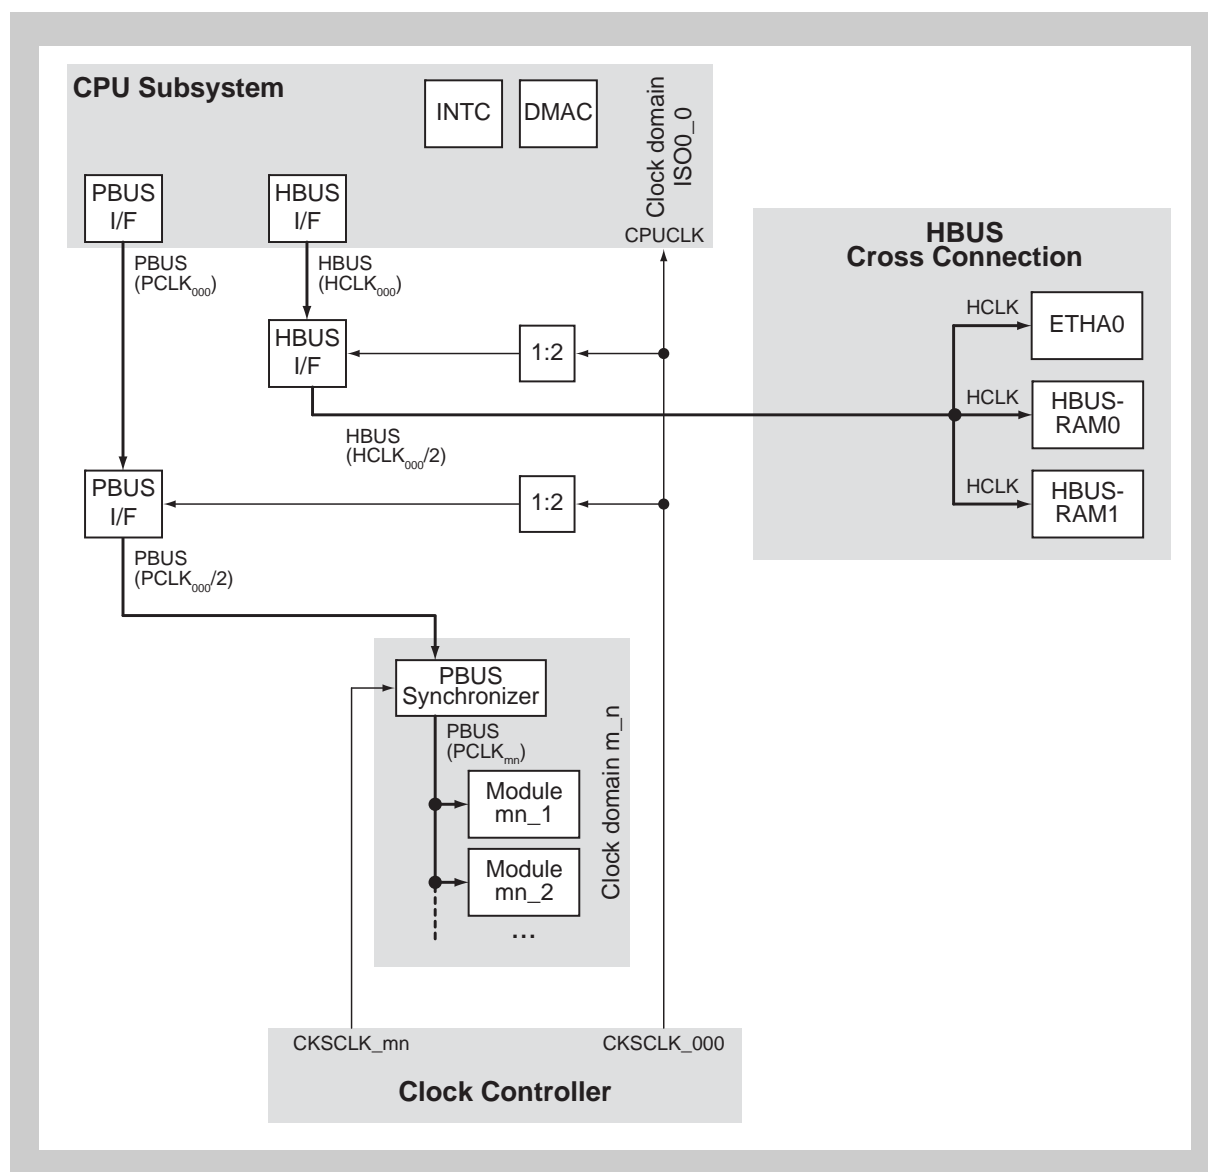 CPU Subsystem
INTC
DMAC
Clock domain
ISO0_0
PBUS
I/F
HBUS
I/F
CPUCLK
PBUS
(PCLK000)
HBUS
(HCLK000)
HBUS
I/F
1:2
HBUS
(HCLK000/2)
HBUS
Cross Connection
HCLK
ETHA0
HCLK
HBUS-
RAM0
HCLK
HBUS-
RAM1
PBUS
I/F
1:2
PBUS
(PCLK000/2)
PBUS
Synchronizer
PBUS
(PCLKmn)
Module
mn_1
Module
mn_2
...
Clock domain m_n
CKSCLK_mn
CKSCLK_000
Clock Controller